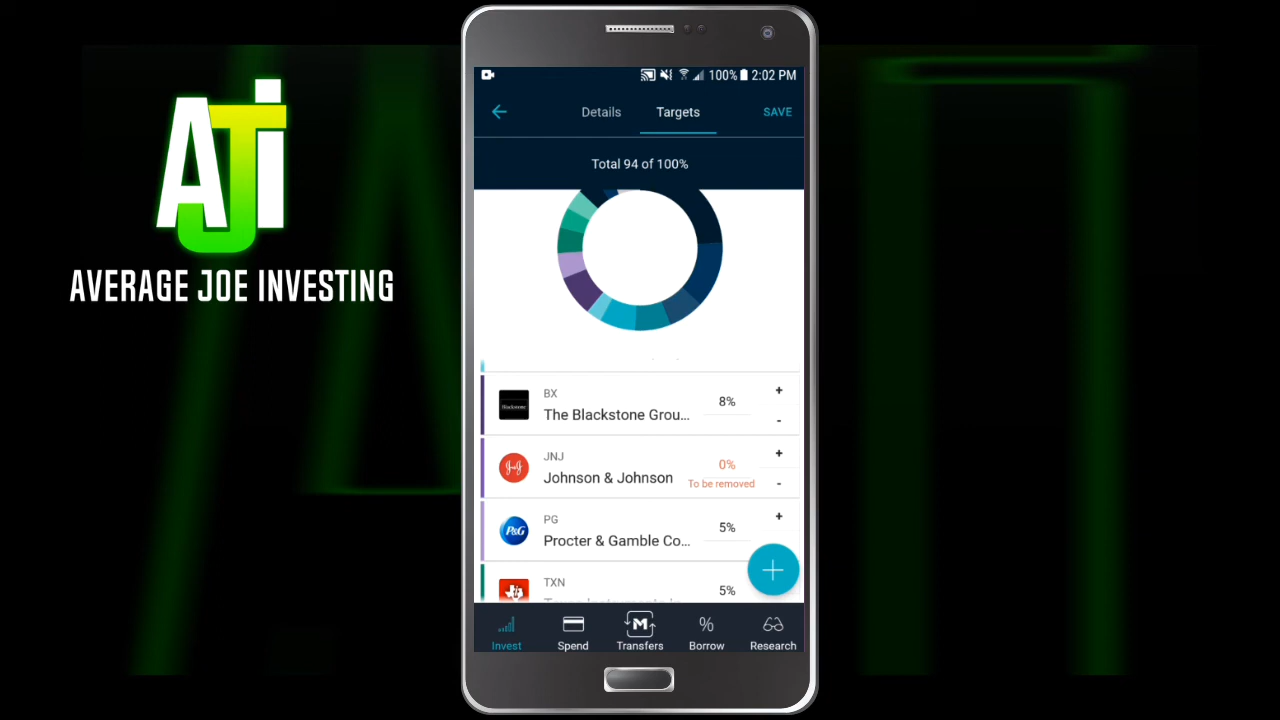 AJi
AVERAGE JOE INVESTING
100% 2:02 PM
Details Targets SAVE
Total 94 of 100%
BX
The Blackstone Grou... 8% + -
Blackstone
JNJ
Johnson & Johnson 0% + -
To be removed
J&J
PG
Procter & Gamble Co... 5% +
P&G
TXN
5%
Invest Spend Transfers Borrow Research
M
%